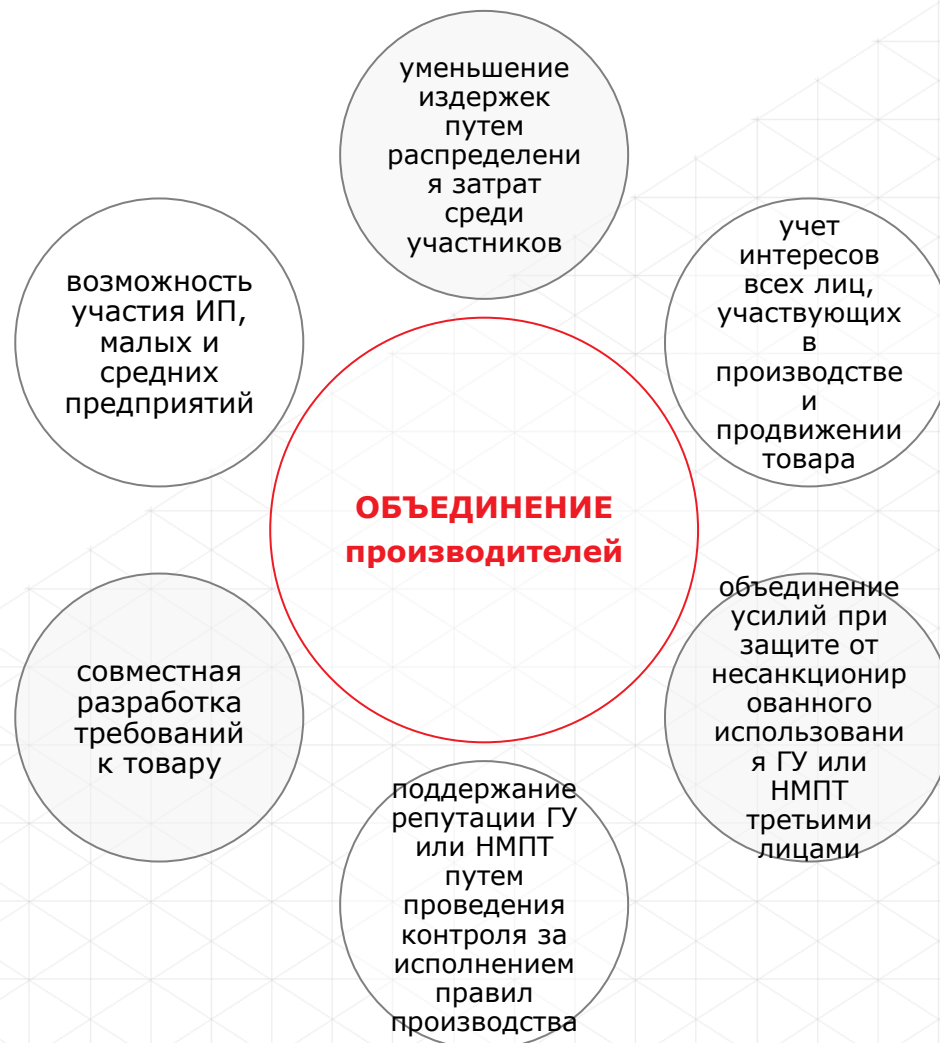 уменьшение
издержек
путем
распределени
я затрат
среди
участников
учет
интересов
всех лиц,
участвующих
в
производстве
и
продвижении
товара
возможность
участия ИП,
малых и
средних
предприятий
ОБЪЕДИНЕНИЕ
производителей
объединение
усилий при
защите от
несанкционир
ованного
использовани
я ГУ или
НМПТ
третьими
лицами
совместная
разработка
требований
к товару
поддержание
репутации ГУ
или НМПТ
путем
проведения
контроля за
исполнением
правил
производства